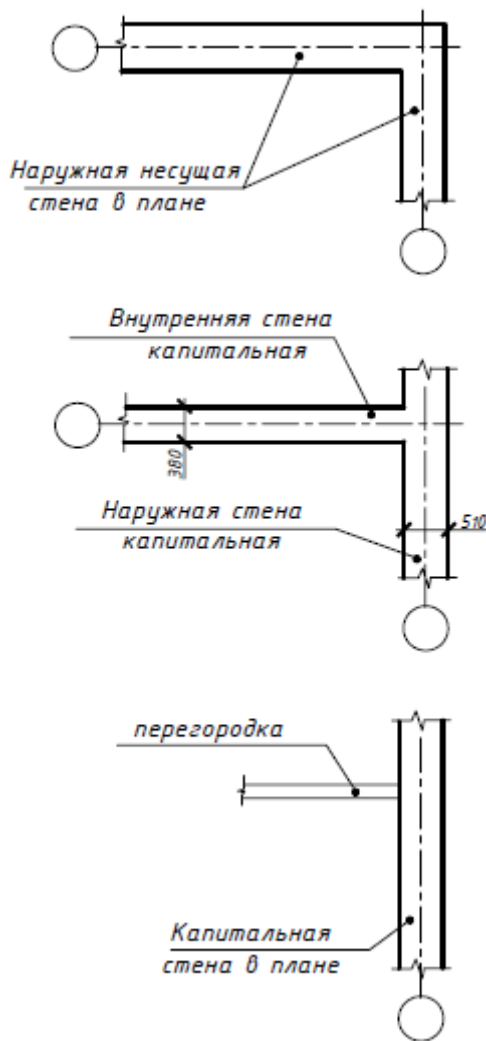 Наружная несущая
стена в плане
Внутренняя стена
капитальная
380
Наружная стена
капитальная
510
перегородка
Капитальная
стена в плане